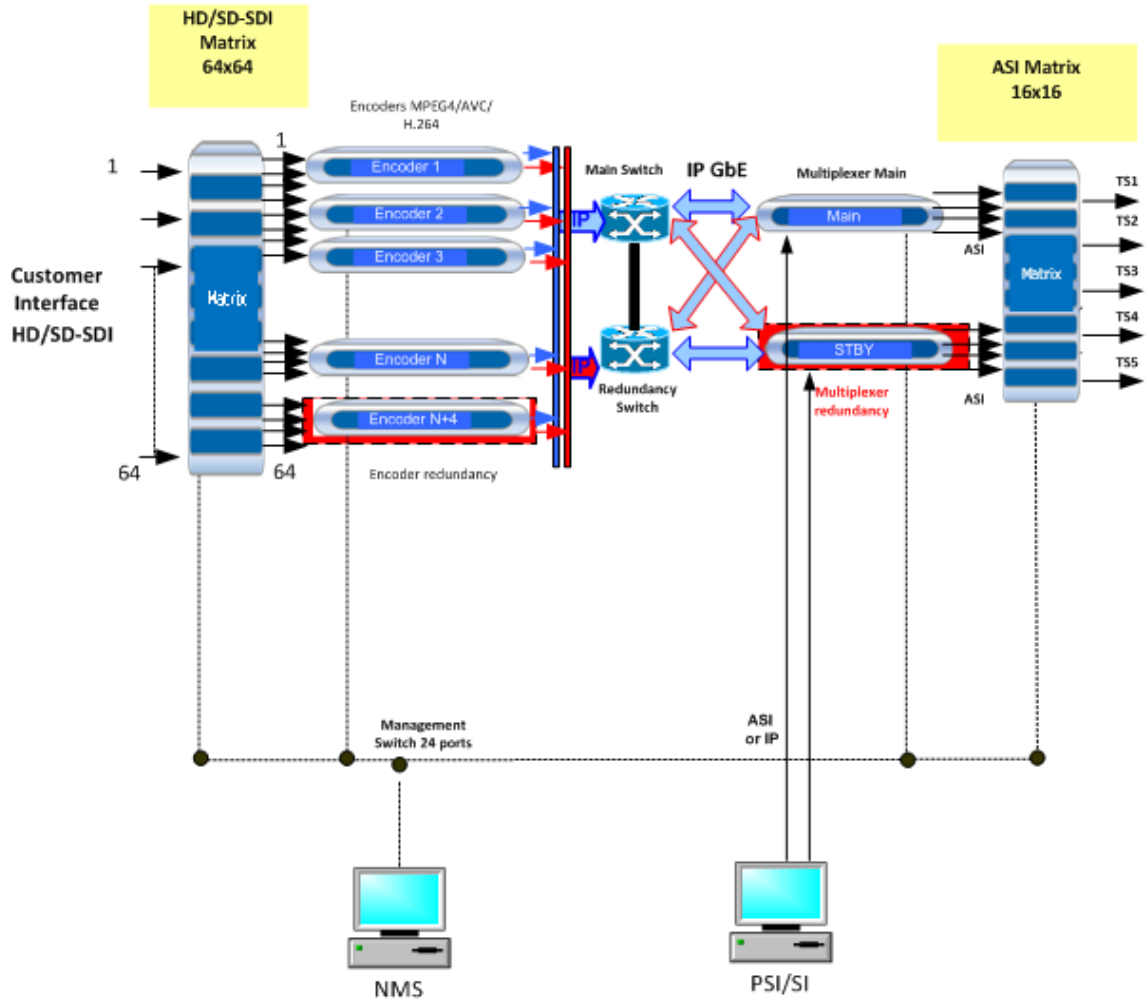 HD/SD-SDI
Matrix
64x64
ASI Matrix
16x16
Encoders MPEG4/AVC/
H.264
1
1
Encoder 1
Main Switch
IP GbE
Multiplexer Main
TS1
Encoder 2
IP
Main
TS2
Encoder 3
ASI
Customer
Interface
HD/SD-SDI
Matrix
Matrix
TS3
TS4
Encoder N
IP
STBY
TS5
Redundancy
Switch
Multiplexer
redundancy
ASI
Encoder N+4
64
64
Encoder redundancy
Management
Switch 24 ports
ASI
or IP
NMS
PSI/SI